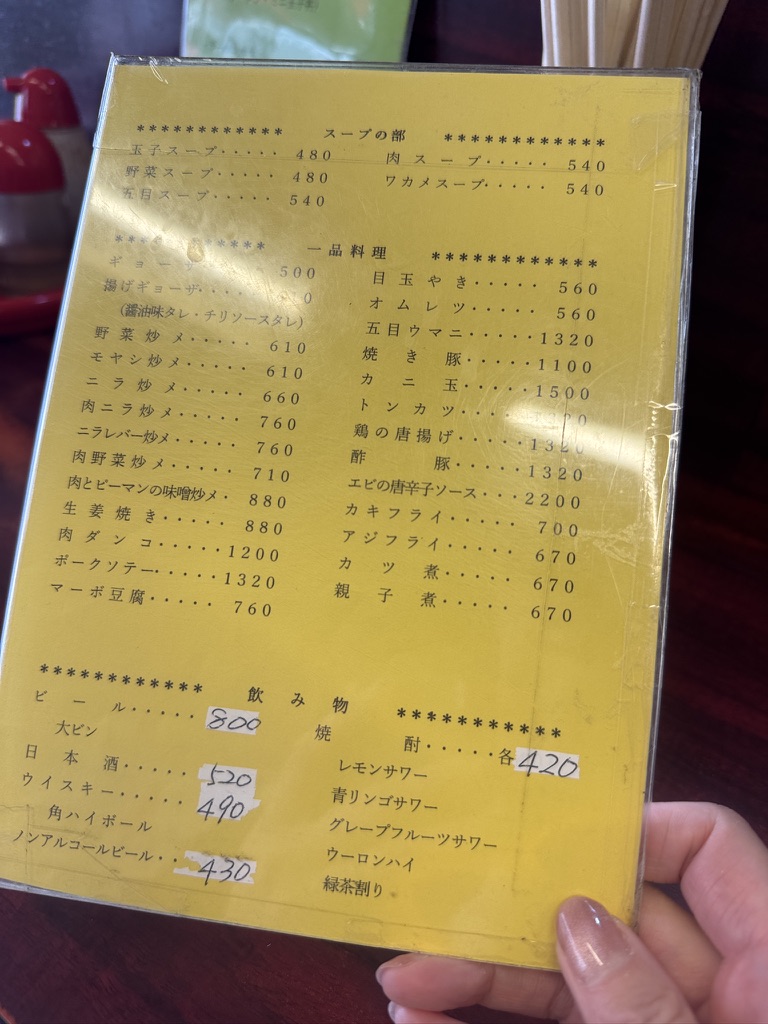 ************ スープの部 ************
玉子スープ・・・・・ 480
野菜スープ・・・・・ 480
五目スープ・・・・・ 540
肉スープ・・・・・ 540
ワカメスープ・・・・・ 540
一品料理 ************
ギョーザ 500
揚げギョーザ・・
(醤油味タレ・チリソースタレ)
野菜炒メ・・・・・ 610
モヤシ炒メ・・・・・ 610
ニラ炒メ・・・・・ 660
肉ニラ炒メ・・・・・ 760
ニラレバー炒メ・・・・・ 760
肉野菜炒メ・・・・・ 710
肉とピーマンの味噌炒メ・ 880
生姜焼き・・・・・ 880
肉ダンゴ・・・・・1200
ポークソテー・・・・・1320
マーボ豆腐・・・・・ 760
目玉やき・・・・・ 560
オムレツ・・・・・ 560
五目ウマニ・・・・・1320
焼き豚・・・・・1100
カニ玉・・・・・1500
トンカツ・・・・・
鶏の唐揚げ・・・・・1320
酢豚・・・・・1320
エビの唐辛子ソース・・・2200
カキフライ・・・・・ 700
アジフライ・・・・・ 670
カツ煮・・・・・ 670
親子煮・・・・・ 670
************ 飲み物 ************
ビール・・・・・ 800
大ビン
日本酒・・・・・ 520
ウイスキー・・・・・ 490
角ハイボール
ノンアルコールビール・・ 430
焼酎・・・・・各420
レモンサワー
青リンゴサワー
グレープフルーツサワー
ウーロンハイ
緑茶割り